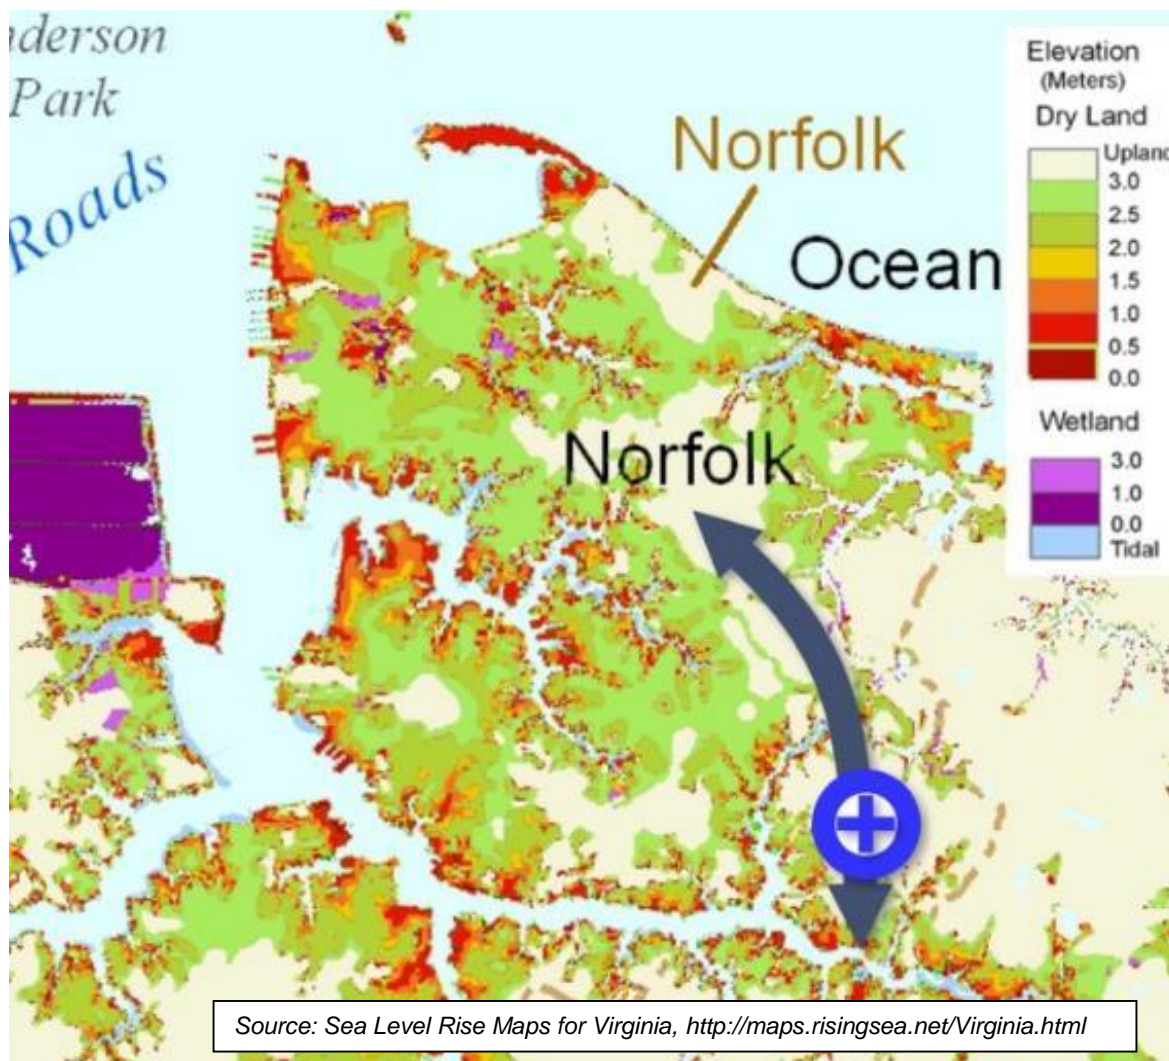 nderson
Park
Roads
Norfolk
Ocean
Norfolk
Elevation
(Meters)
Dry Land
Upland
3.0
2.5
2.0
1.5
1.0
0.5
0.0
Wetland
3.0
1.0
0.0
Tidal
Source: Sea Level Rise Maps for Virginia, http://maps.risingsea.net/Virginia.html